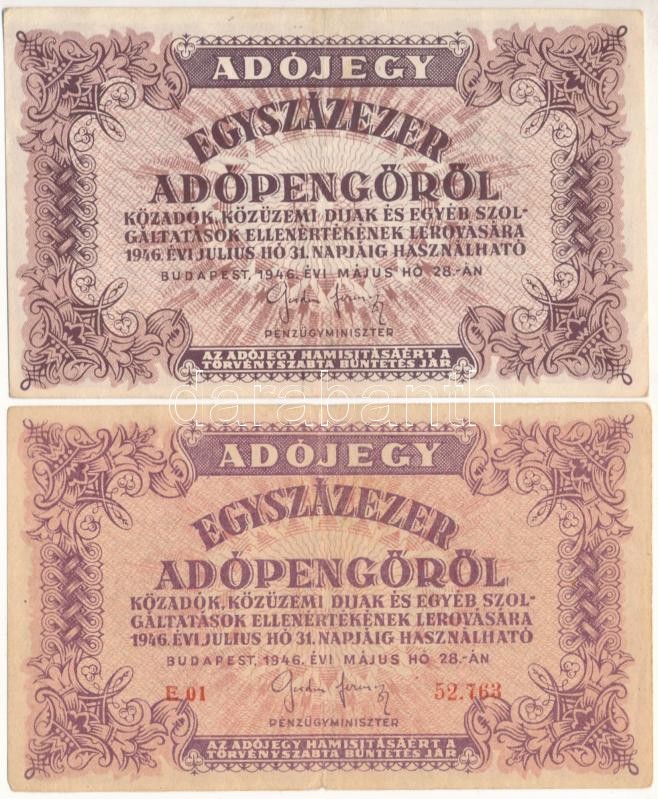 ADÓJEGY
EGYSZÁZEZER
ADÓPENGŐRŐL
KÖZADÓK, KÖZÜZEMI DIJAK ÉS EGYÉB SZOL-
GÁLTATÁSOK ELLENÉRTÉKÉNEK LEROVÁSÁRA
1946. ÉVI JULIUS HÓ 31. NAPJÁIG HASZNÁLHATÓ
BUDAPEST, 1946. ÉVI MÁJUS HÓ 28.-ÁN
PÉNZÜGYMINISZTER
AZ ADÓJEGY HAMISITÁSÁÉRT A
TÖRVÉNYSZABTA BÜNTETÉS JÁR
darabanth
ADÓJEGY
EGYSZÁZEZER
ADÓPENGŐRŐL
KÖZADÓK, KÖZÜZEMI DIJAK ÉS EGYÉB SZOL-
GÁLTATÁSOK ELLENÉRTÉKÉNEK LEROVÁSÁRA
1946. ÉVI JULIUS HÓ 31. NAPJÁIG HASZNÁLHATÓ
BUDAPEST, 1946. ÉVI MÁJUS HÓ 28.-ÁN
E 01 52.763
PÉNZÜGYMINISZTER
AZ ADÓJEGY HAMISITÁSÁÉRT A
TÖRVÉNYSZABTA BÜNTETÉS JÁR